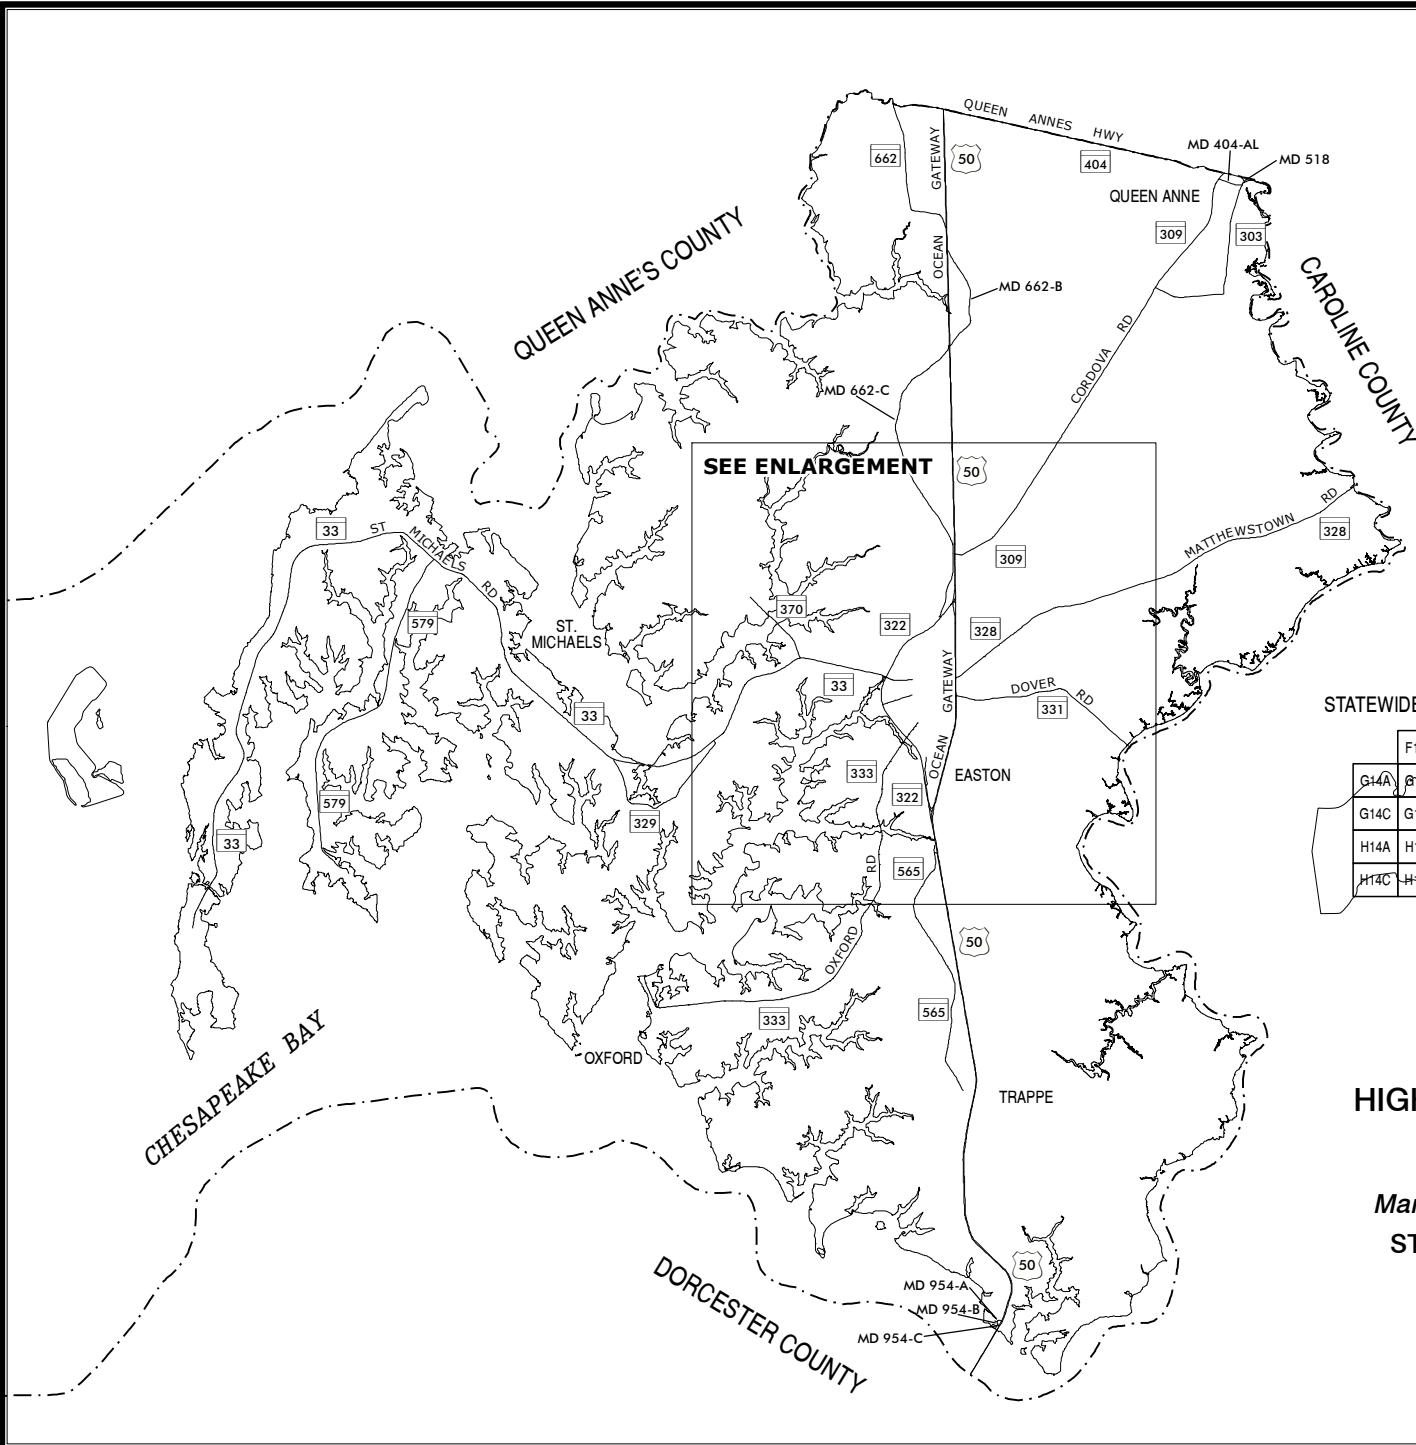 QUEEN ANNES HWY
MD 404-AL
MD 518
662
GATEWAY
50
404
QUEEN ANNE
309
303
OCEAN
QUEEN ANNE'S COUNTY
MD 662-B
CAROLINE COUNTY
CORDOVA RD
MD 662-C
SEE ENLARGEMENT
50
33
ST MICHAELS RD
MATTHEWSTOWN RD
328
309
370
579
322
328
ST.
MICHAELS
33
GATEWAY
DOVER RD
331
33
STATEWIDE
OCEAN
EASTON
333
322
G14A
579
329
G14C
33
H14A
565
RD
H14C
OXFORD
50
565
333
CHESAPEAKE BAY
OXFORD
TRAPPE
50
DORCESTER COUNTY
MD 954-A
MD 954-B
MD 954-C